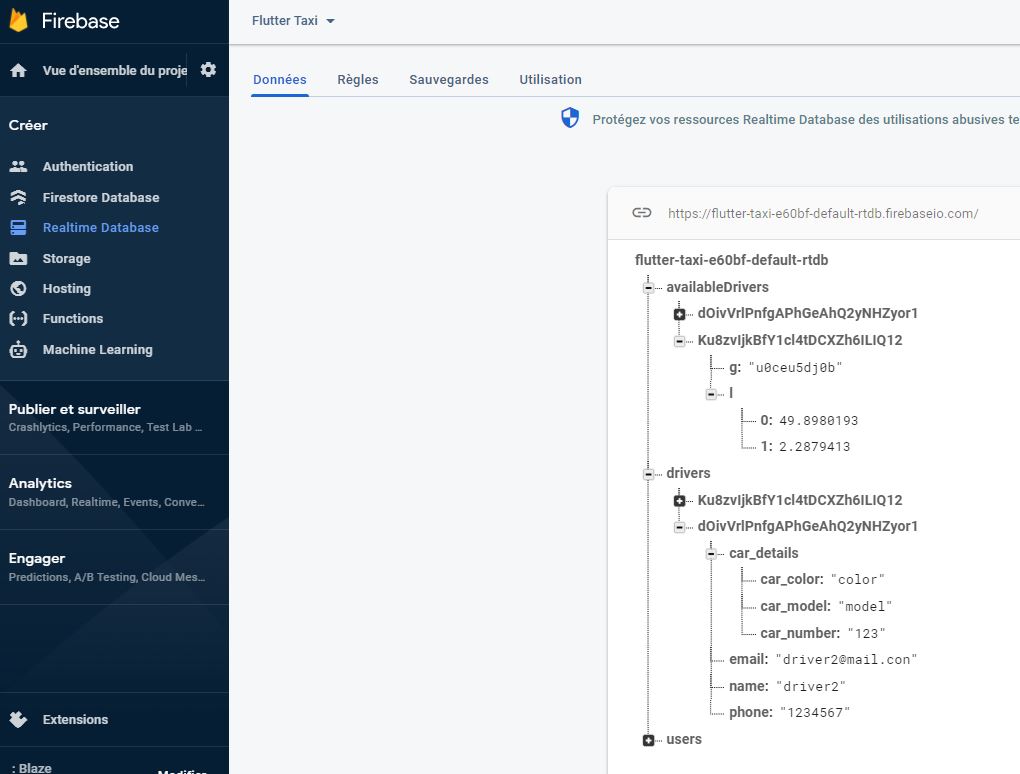 Firebase
Flutter Taxi
Vue d'ensemble du proje
Données Règles Sauvegardes Utilisation
Protégez vos ressources Realtime Database des utilisations abusives te
Créer
Authentication
Firestore Database
Realtime Database
Storage
Hosting
Functions
Machine Learning
Publier et surveiller
Crashlytics, Performance, Test Lab ...
Analytics
Dashboard, Realtime, Events, Conve...
Engager
Predictions, A/B Testing, Cloud Mes...
Extensions
: Blaze
Modifier
https://flutter-taxi-e60bf-default-rtdb.firebaseio.com/
flutter-taxi-e60bf-default-rtdb
availableDrivers
dOivVrlPnfgAPhGeAhQ2yNHZyor1
Ku8zvIjkBfY1cl4tDCXZh6ILIQ12
g: "u0ceu5dj0b"
l
0: 49.8980193
1: 2.2879413
drivers
Ku8zvIjkBfY1cl4tDCXZh6ILIQ12
dOivVrlPnfgAPhGeAhQ2yNHZyor1
car_details
car_color: "color"
car_model: "model"
car_number: "123"
email: "driver2@mail.con"
name: "driver2"
phone: "1234567"
users